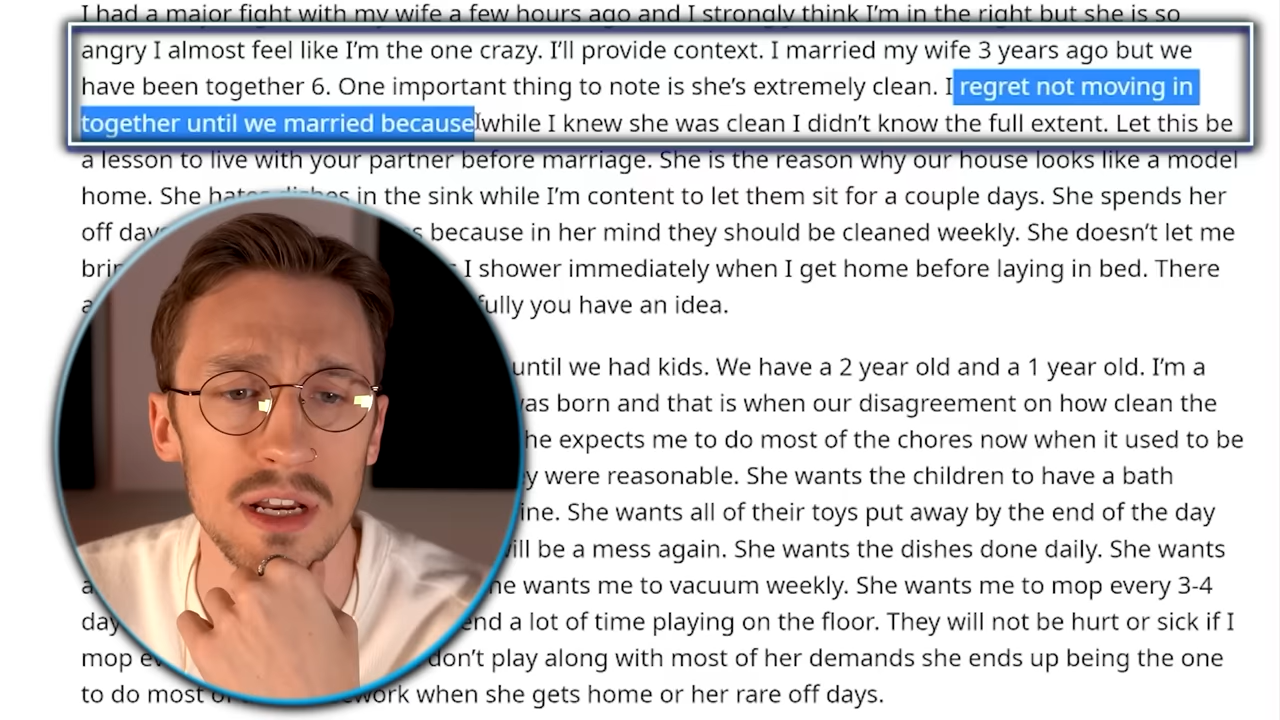 I had a major fight with my wife a few hours ago and I strongly think I'm in the right but she is so
angry I almost feel like I'm the one crazy. I'll provide context. I married my wife 3 years ago but we
have been together 6. One important thing to note is she's extremely clean. I regret not moving in
together until we married because while I knew she was clean I didn't know the full extent. Let this be
a lesson to live with your partner before marriage. She is the reason why our house looks like a model
home. She hates dishes in the sink while I'm content to let them sit for a couple days. She spends her
off because in her mind they should be cleaned weekly. She doesn't let me
I shower immediately when I get home before laying in bed. There
you have an idea.
until we had kids. We have a 2 year old and a 1 year old. I'm a
was born and that is when our disagreement on how clean the
expects me to do most of the chores now when it used to be
were reasonable. She wants the children to have a bath
She wants all of their toys put away by the end of the day
be a mess again. She wants the dishes done daily. She wants
wants me to vacuum weekly. She wants me to mop every 3-4
a lot of time playing on the floor. They will not be hurt or sick if I
mop don't play along with most of her demands she ends up being the one
to do most when she gets home or her rare off days.